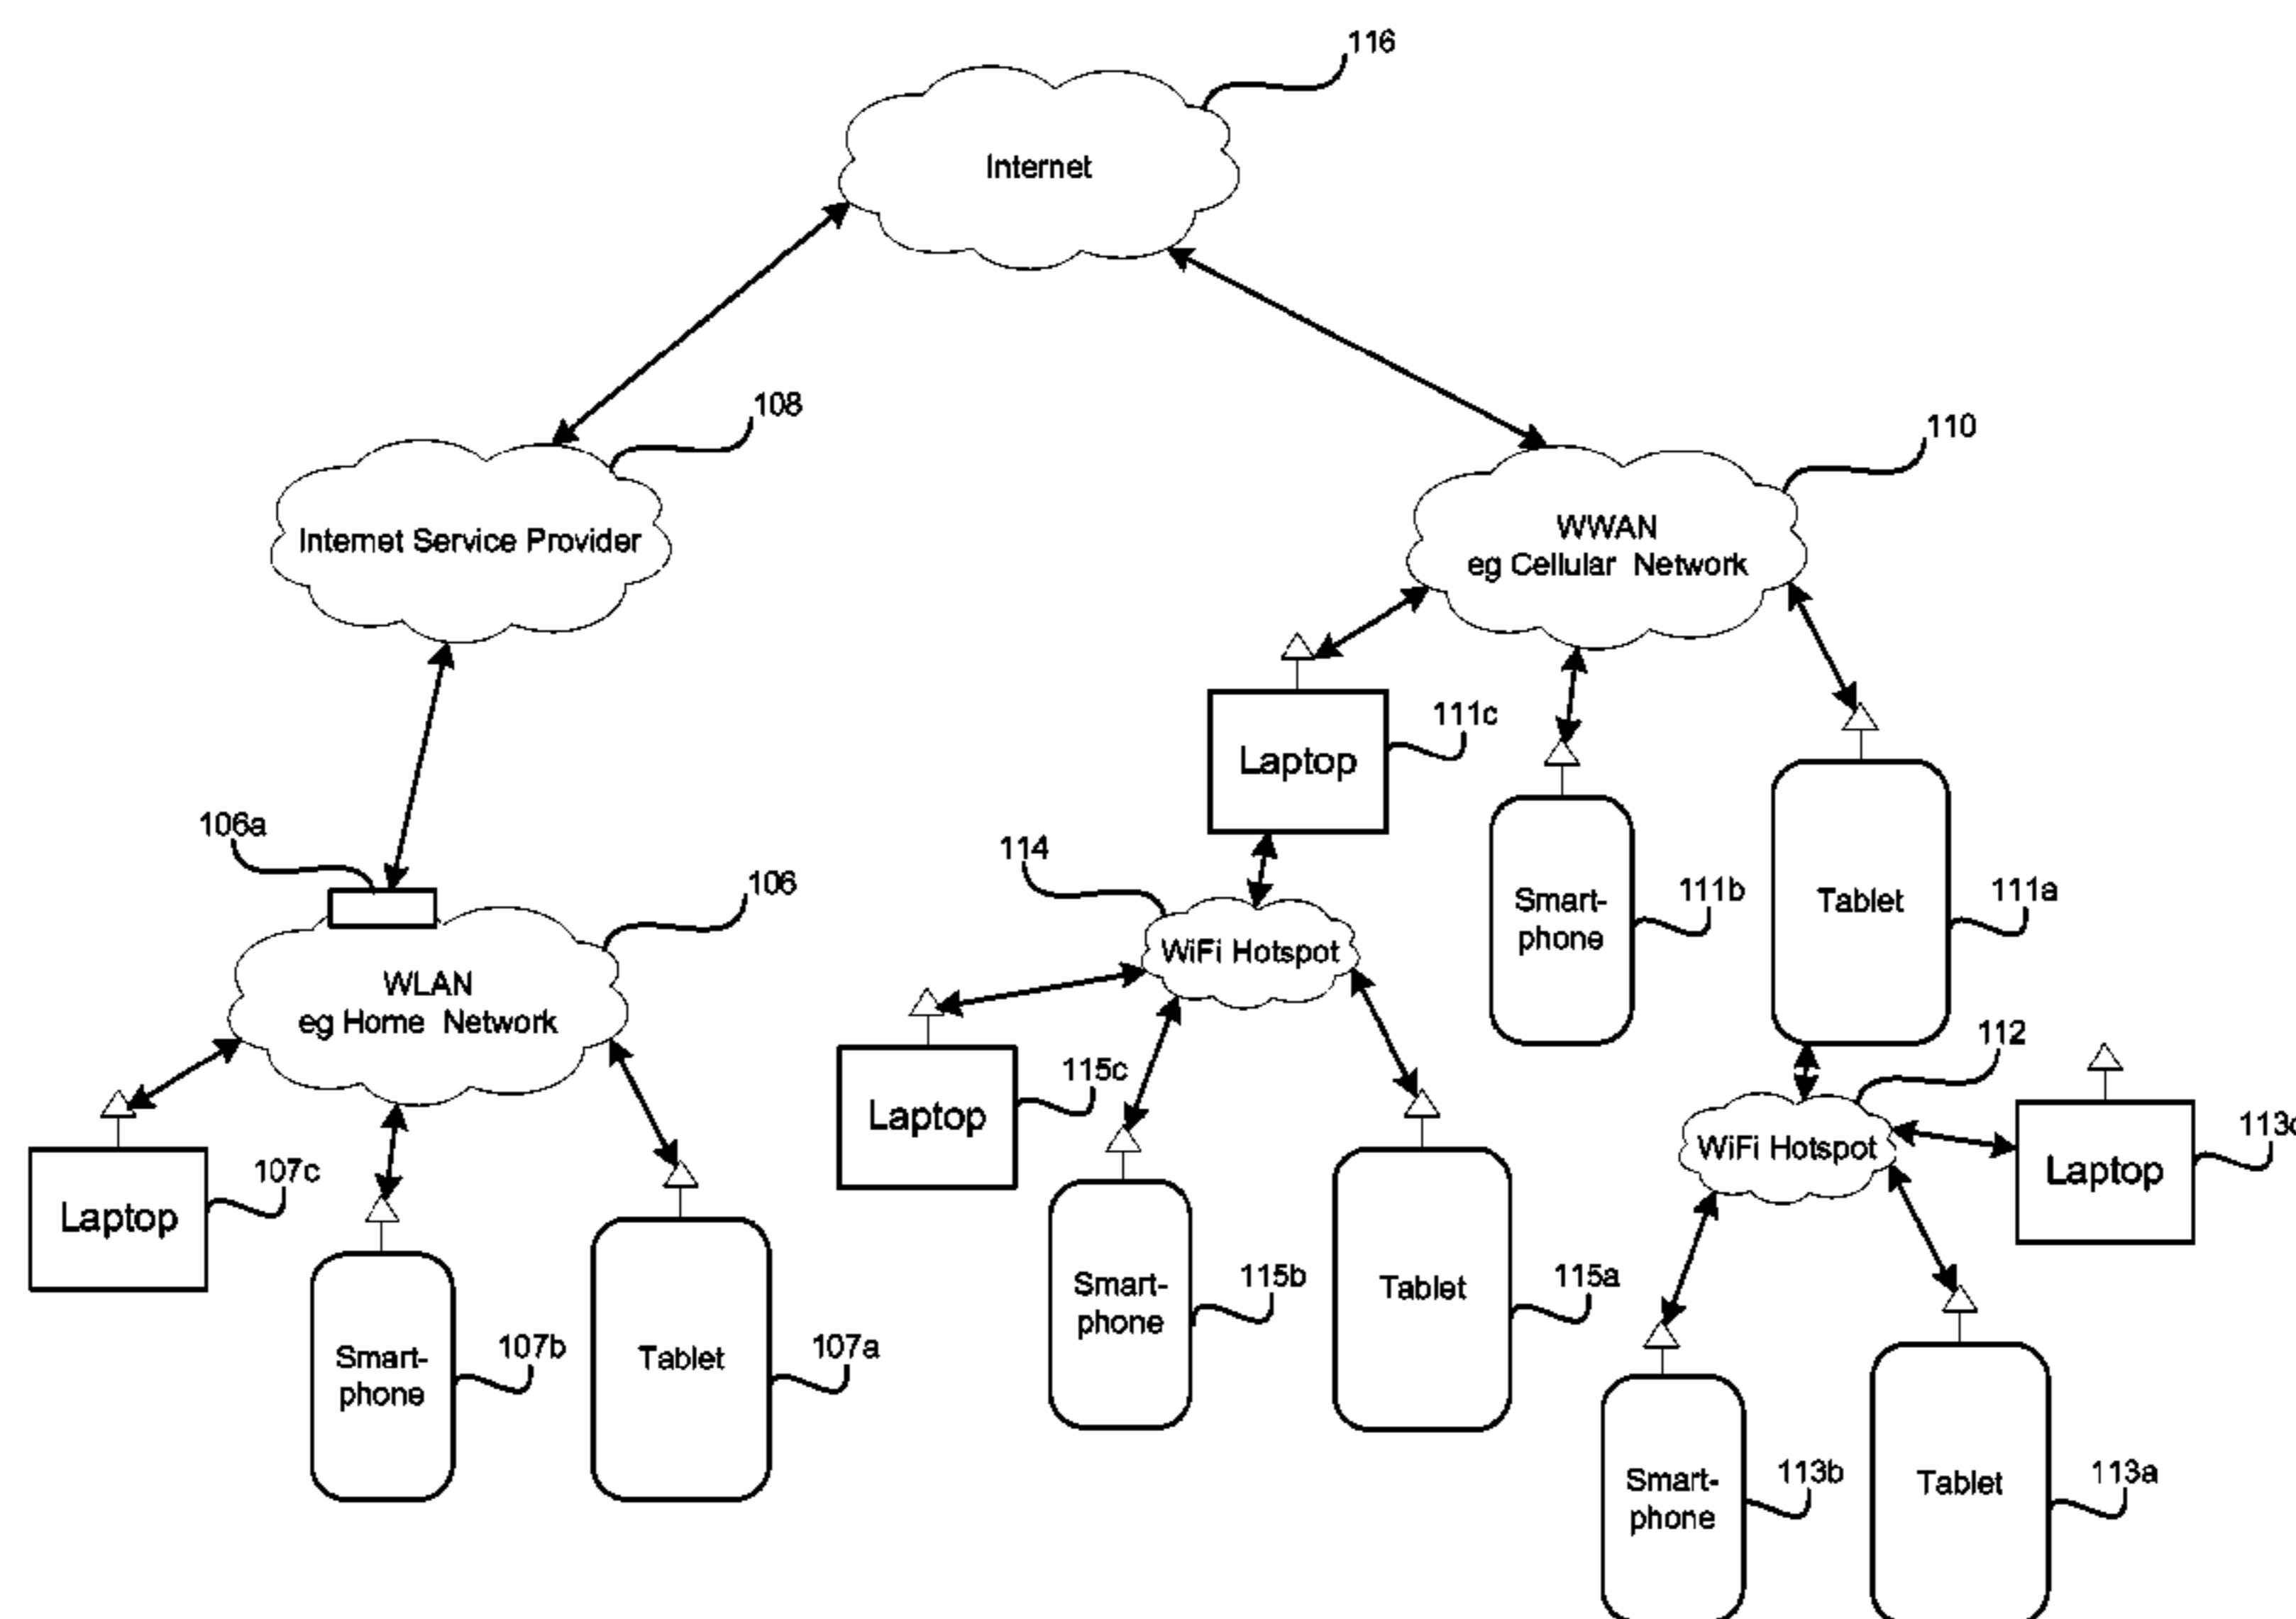 116
Internet
108
110
Internet Service Provider
WWAN
eg Cellular Network
111c
Laptop
106a
114
106
Smart-
phone
111b
Tablet
111a
WiFi Hotspot
WLAN
eg Home Network
112
115c
Laptop
113c
WiFi Hotspot
Laptop
107c
Laptop
Smart-
phone
115b
Tablet
115a
Smart-
phone
107b
Tablet
107a
Smart-
phone
113b
Tablet
113a